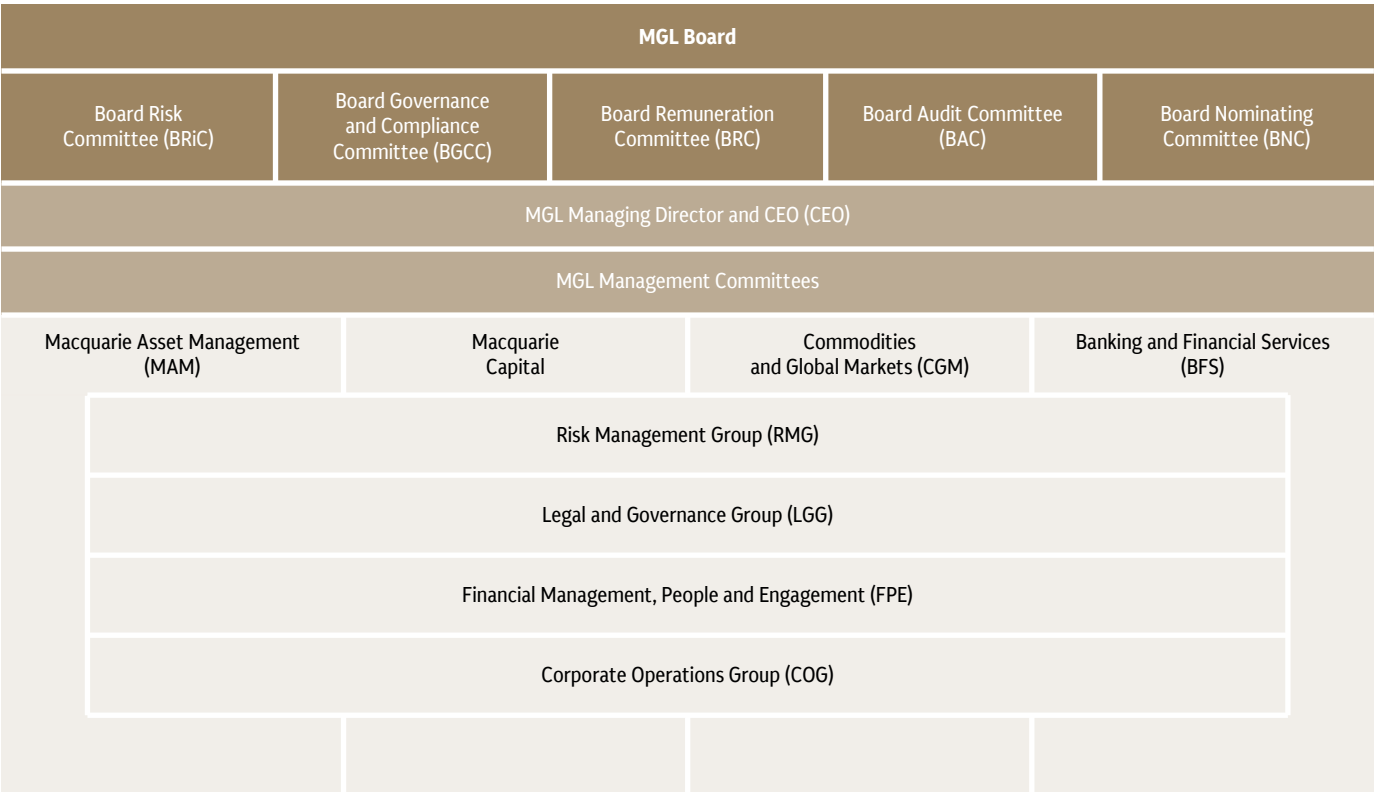 MGL Board
Board Risk
Committee (BRiC)
Board Governance
and Compliance
Committee (BGCC)
Board Remuneration
Committee (BRC)
Board Audit Committee
(BAC)
Board Nominating
Committee (BNC)
MGL Managing Director and CEO (CEO)
MGL Management Committees
Macquarie Asset Management
(MAM)
Macquarie
Capital
Commodities
and Global Markets (CGM)
Banking and Financial Services
(BFS)
Risk Management Group (RMG)
Legal and Governance Group (LGG)
Financial Management, People and Engagement (FPE)
Corporate Operations Group (COG)